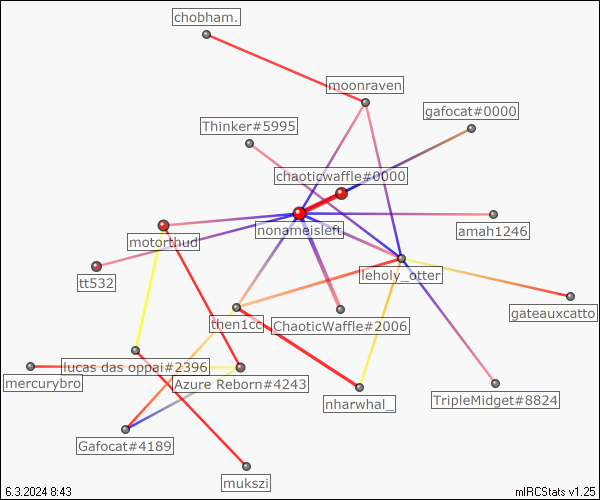 chobham.
moonraven
gafocat#0000
Thinker#5995
chaoticwaffle#0000
nonameisleft
amah1246
motorthud
leholy_otter
tt532
gateauxcatto
then1cc
ChaoticWaffle#2006
lucas das oppai#2396
mercurybro
Azure Reborn#4243
nharwhal_
TripleMidget#8824
Gafocat#4189
mukszi
6.3.2024 8:43
mIRCStats v1.25